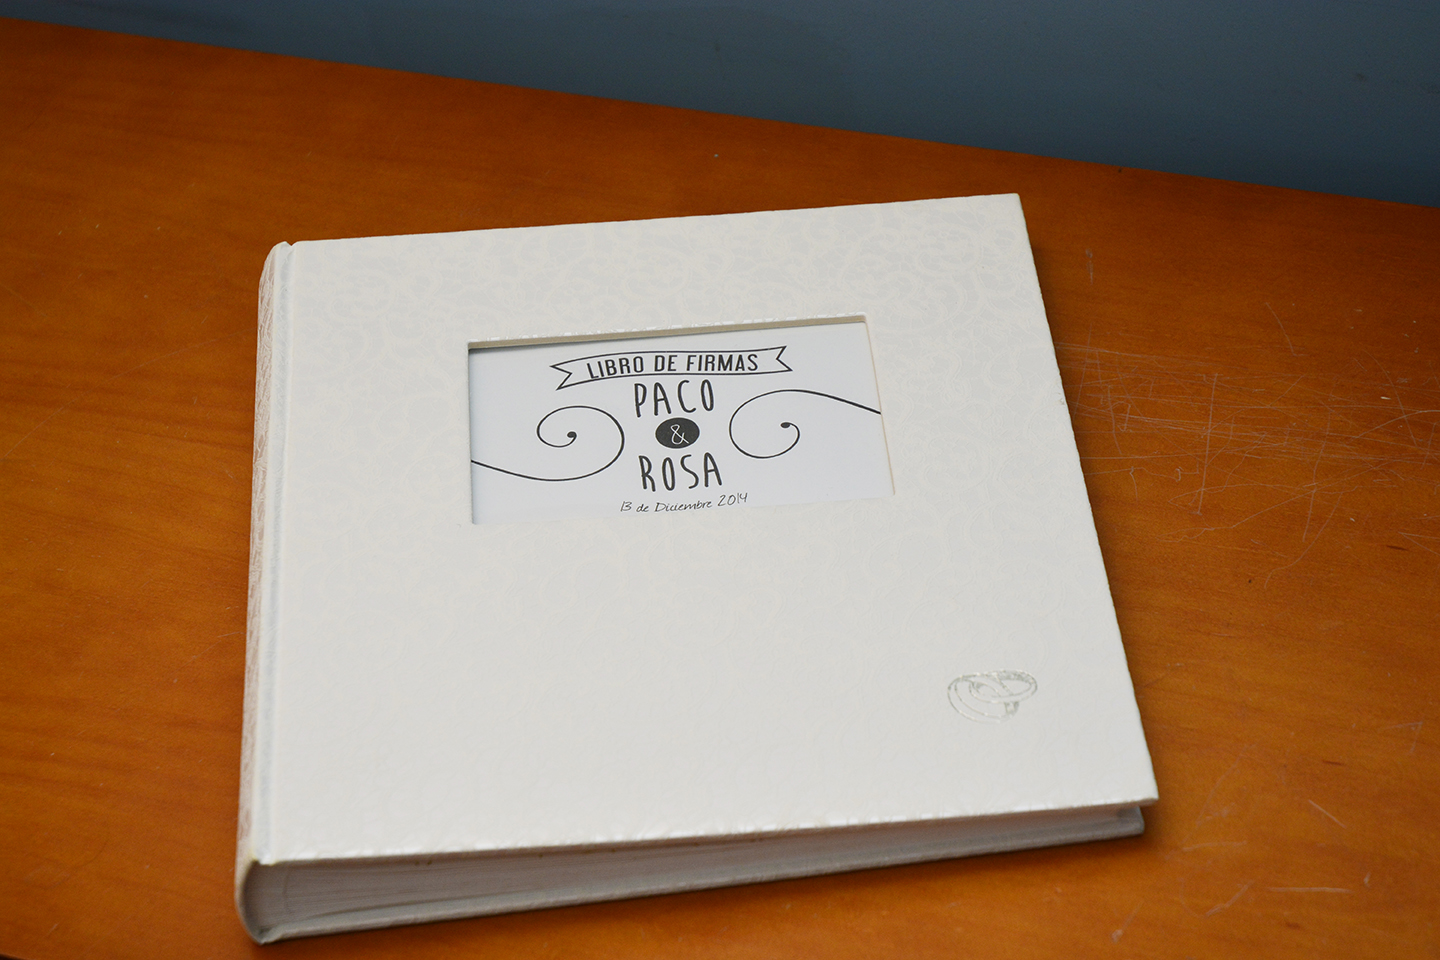 LIBRO DE FIRMAS
PACO
&
ROSA
13 de Diciembre 2014